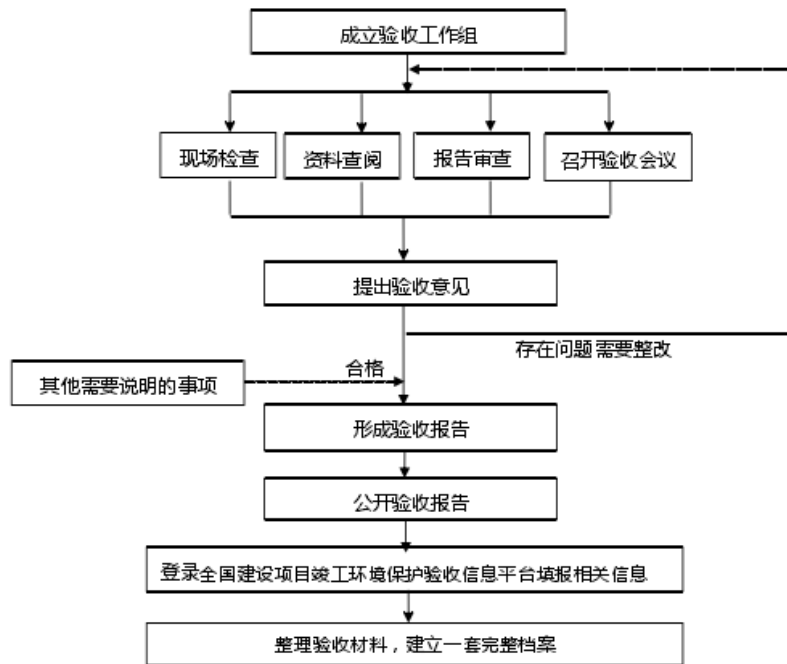 成立验收工作组
现场检查
资料查阅
报告审查
召开验收会议
提出验收意见
存在问题需要整改
合格
其他需要说明的事项
形成验收报告
公开验收报告
登录全国建设项目竣工环境保护验收信息平台填报相关信息
整理验收材料，建立一套完整档案